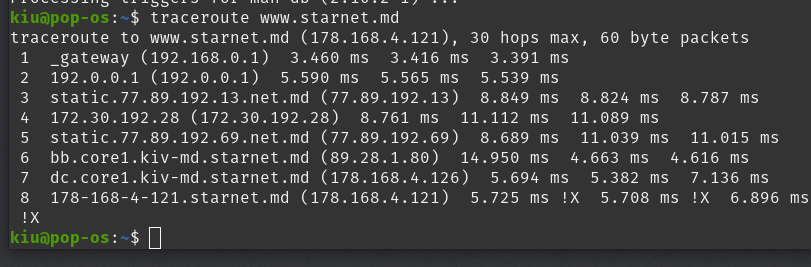 Processing triggers for man-db (2.10.2-1) ...
kiu@pop-os:~$ traceroute www.starnet.md
traceroute to www.starnet.md (178.168.4.121), 30 hops max, 60 byte packets
1 _gateway (192.168.0.1) 3.460 ms 3.416 ms 3.391 ms
2 192.0.0.1 (192.0.0.1) 5.590 ms 5.565 ms 5.539 ms
3 static.77.89.192.13.net.md (77.89.192.13) 8.849 ms 8.824 ms 8.787 ms
4 172.30.192.28 (172.30.192.28) 8.761 ms 11.112 ms 11.089 ms
5 static.77.89.192.69.net.md (77.89.192.69) 8.689 ms 11.039 ms 11.015 ms
6 bb.core1.kiv-md.starnet.md (89.28.1.80) 14.950 ms 4.663 ms 4.616 ms
7 dc.core1.kiv-md.starnet.md (178.168.4.126) 5.694 ms 5.382 ms 7.136 ms
8 178-168-4-121.starnet.md (178.168.4.121) 5.725 ms !X 5.708 ms !X 6.896 ms
!X
kiu@pop-os:~$